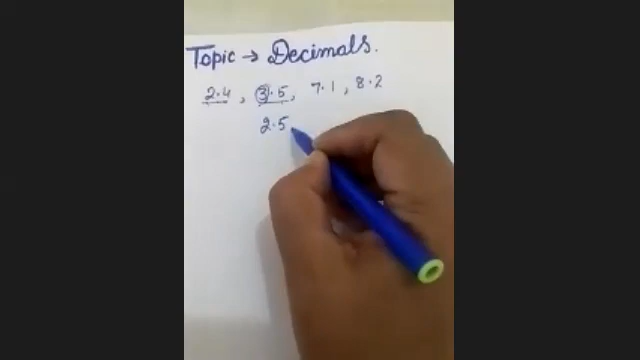 Topic → Decimals.
2.4, 3.5, 7.1, 8.2
2.5